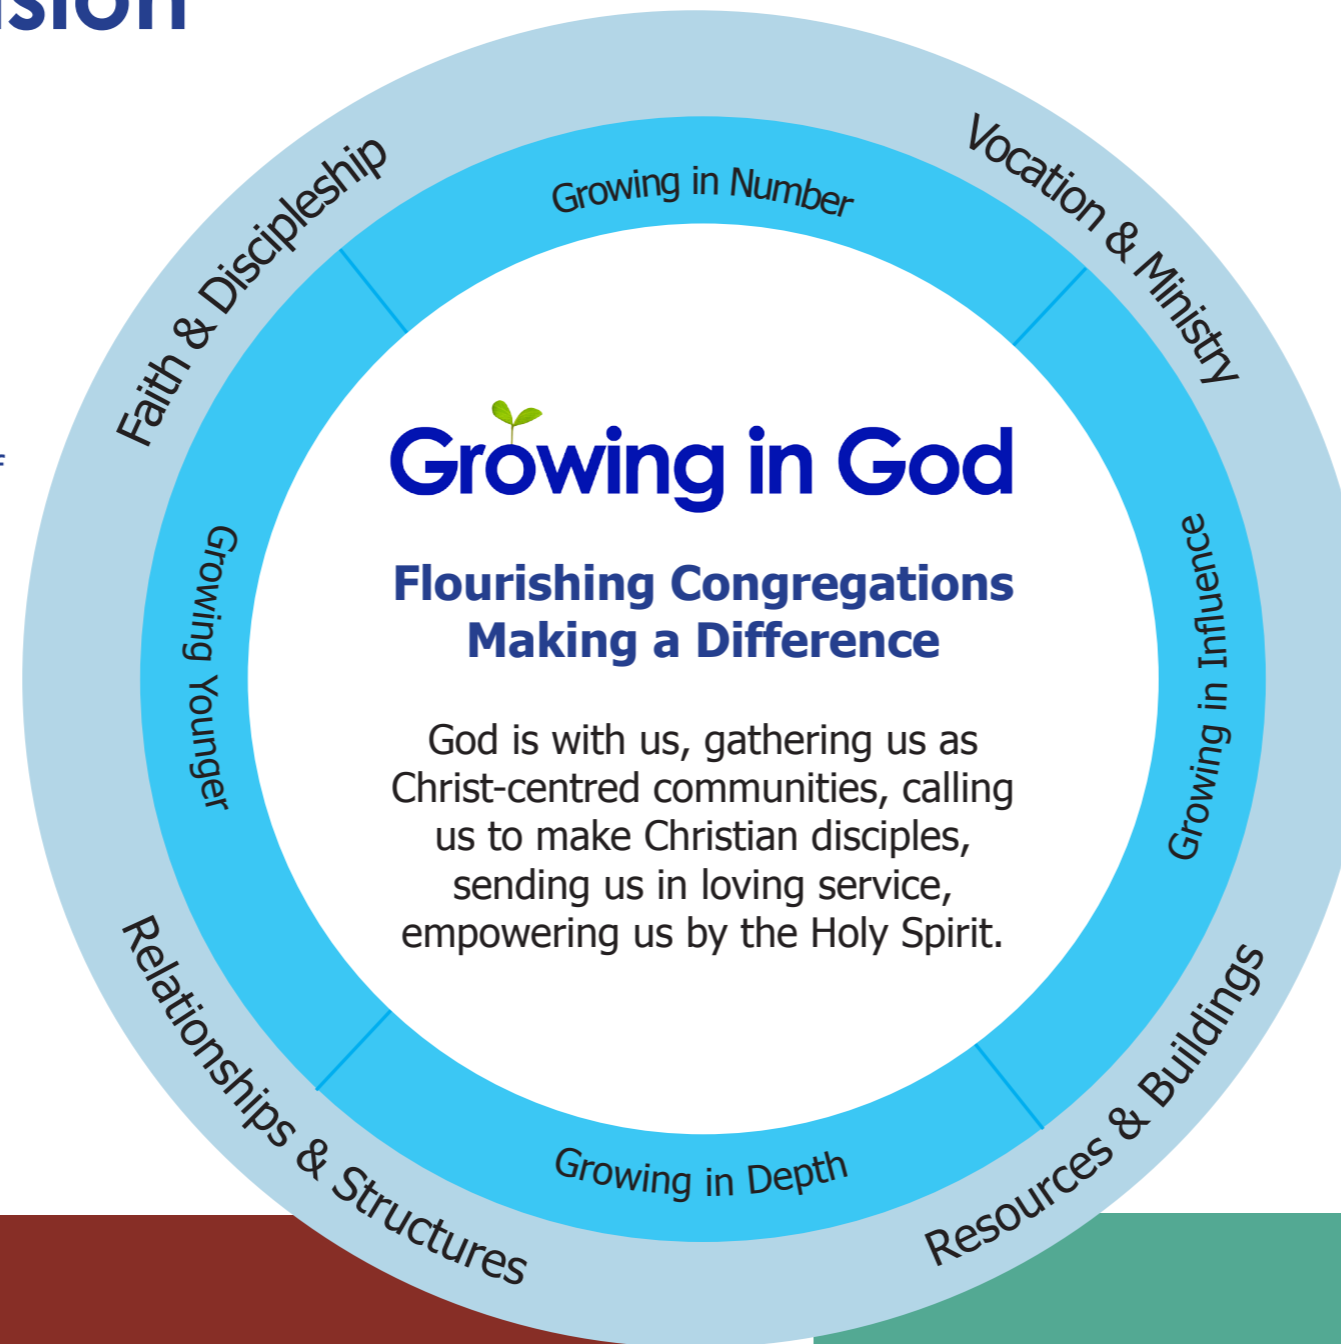 Faith & Discipleship
Vocation & Ministry
Growing in Number
Growing in God
Flourishing Congregations
Making a Difference
God is with us, gathering us as
Christ-centred communities, calling
us to make Christian disciples,
sending us in loving service,
empowering us by the Holy Spirit.
Growing Younger
Growing in Influence
Growing in Depth
Relationships & Structures
Resources & Buildings